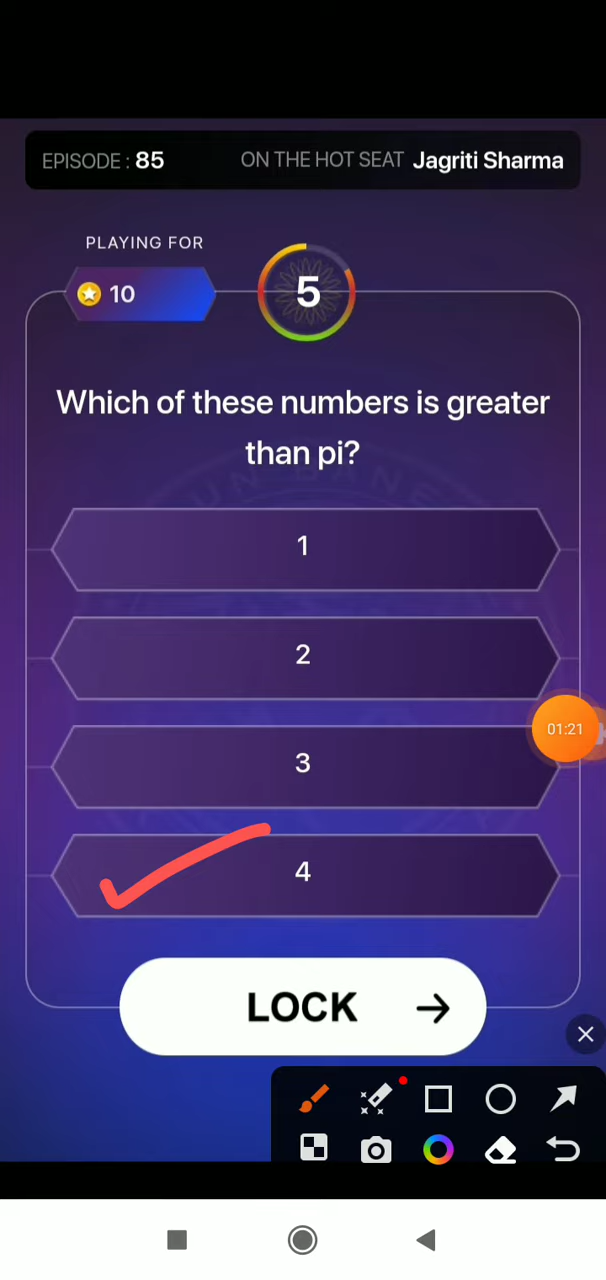 EPISODE : 85 ON THE HOT SEAT Jagriti Sharma
PLAYING FOR
10
5
Which of these numbers is greater
than pi?
1
2
3
01:21
4
LOCK